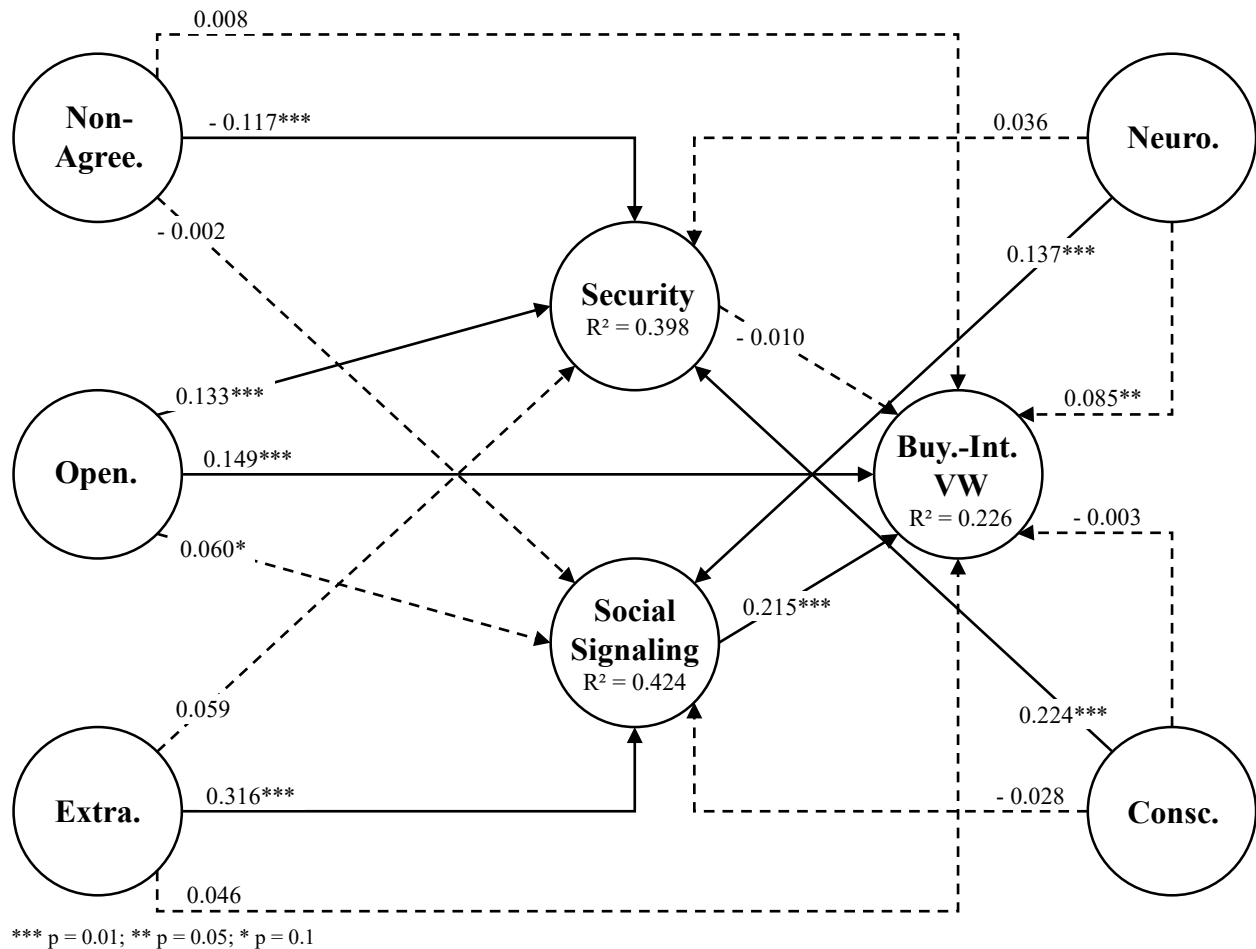 0.008
Non-
Agree.
- 0.117***
0.036
Neuro.
- 0.002
0.137***
Security
R² = 0.398
- 0.010
0.133***
0.085**
Open.
0.149***
Buy.-Int.
VW
R² = 0.226
0.060*
- 0.003
Social
Signaling
R² = 0.424
0.215***
0.059
0.224***
Extra.
0.316***
- 0.028
Consc.
0.046
*** p = 0.01; ** p = 0.05; * p = 0.1